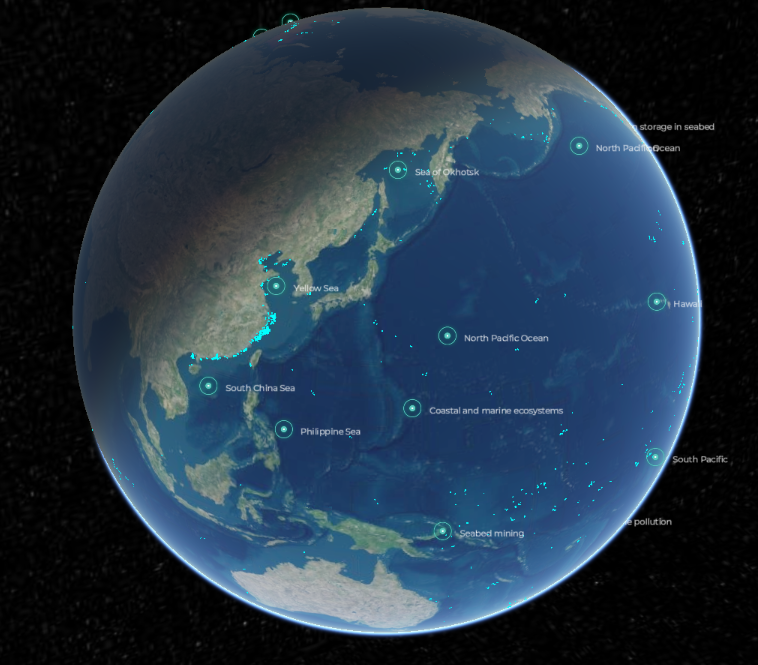 storage in seabed
North Pacific Ocean
Sea of Okhotsk
Yellow Sea
Hawaii
North Pacific Ocean
South China Sea
Coastal and marine ecosystems
Philippine Sea
South Pacific
pollution
Seabed mining